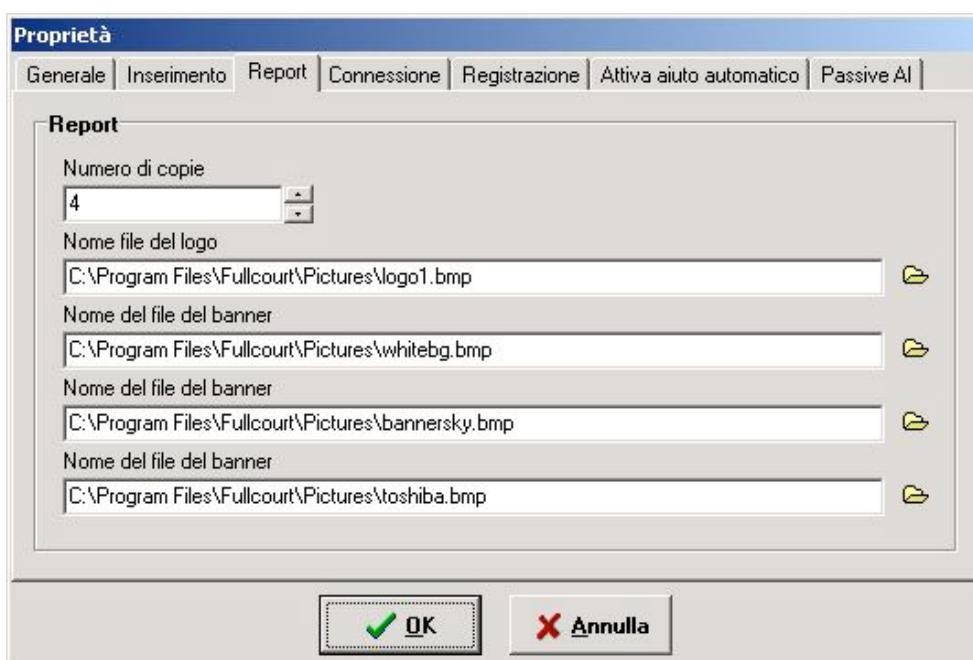 Proprietà
Generale Inserimento Report Connessione Registrazione Attiva aiuto automatico Passive AI
Report
Numero di copie
4
Nome file del logo
C:\Program Files\Fullcourt\Pictures\logo1.bmp
Nome del file del banner
C:\Program Files\Fullcourt\Pictures\whitebg.bmp
Nome del file del banner
C:\Program Files\Fullcourt\Pictures\bannersky.bmp
Nome del file del banner
C:\Program Files\Fullcourt\Pictures\toshiba.bmp
OK Annulla